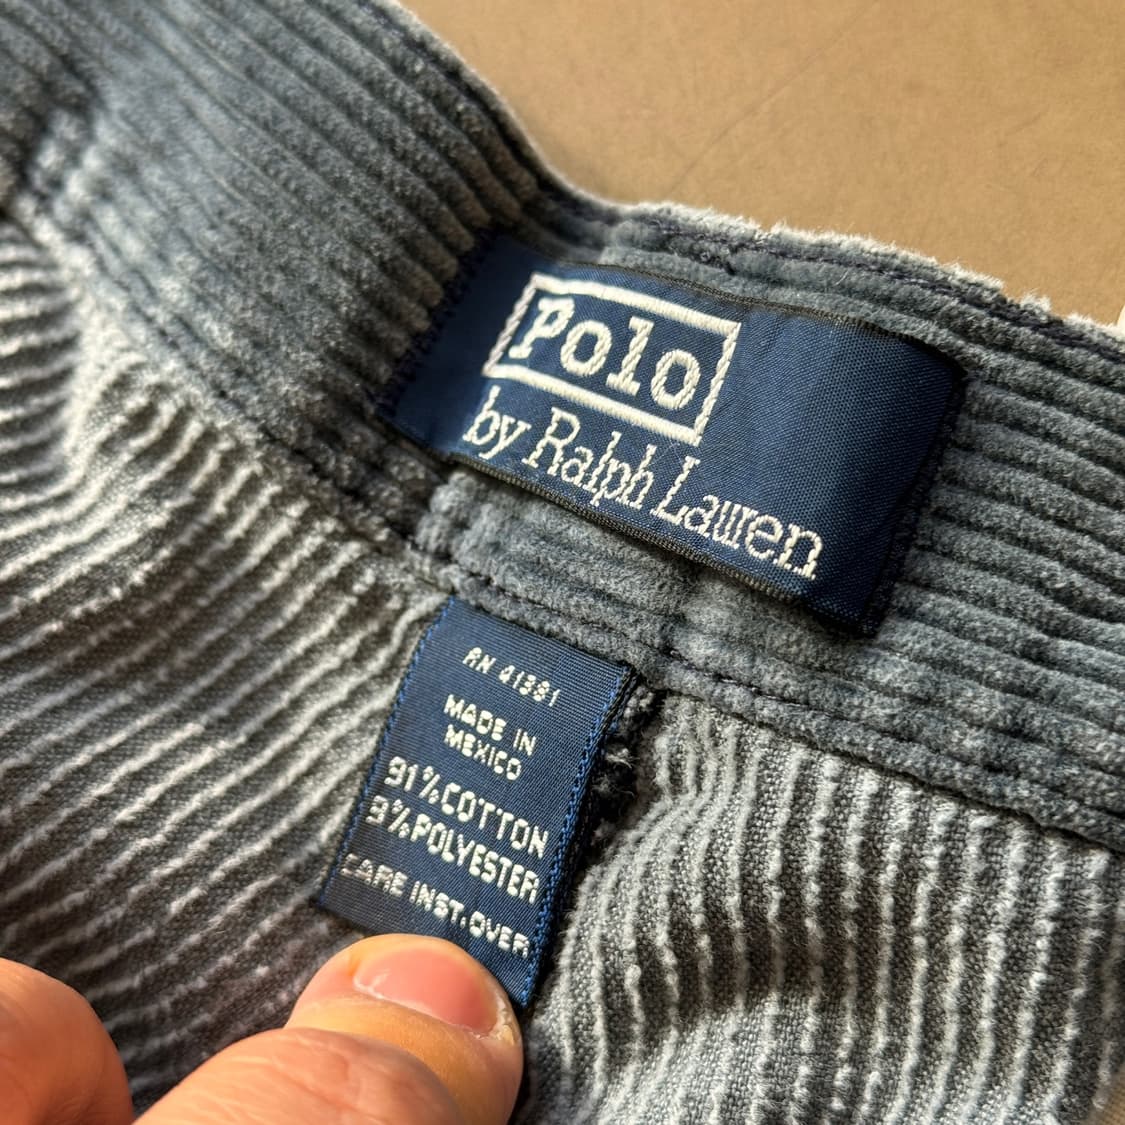 Polo
by Ralph Lauren
RN 41381
MADE IN
MEXICO
91% COTTON
9% POLYESTER
CARE INST. OVER